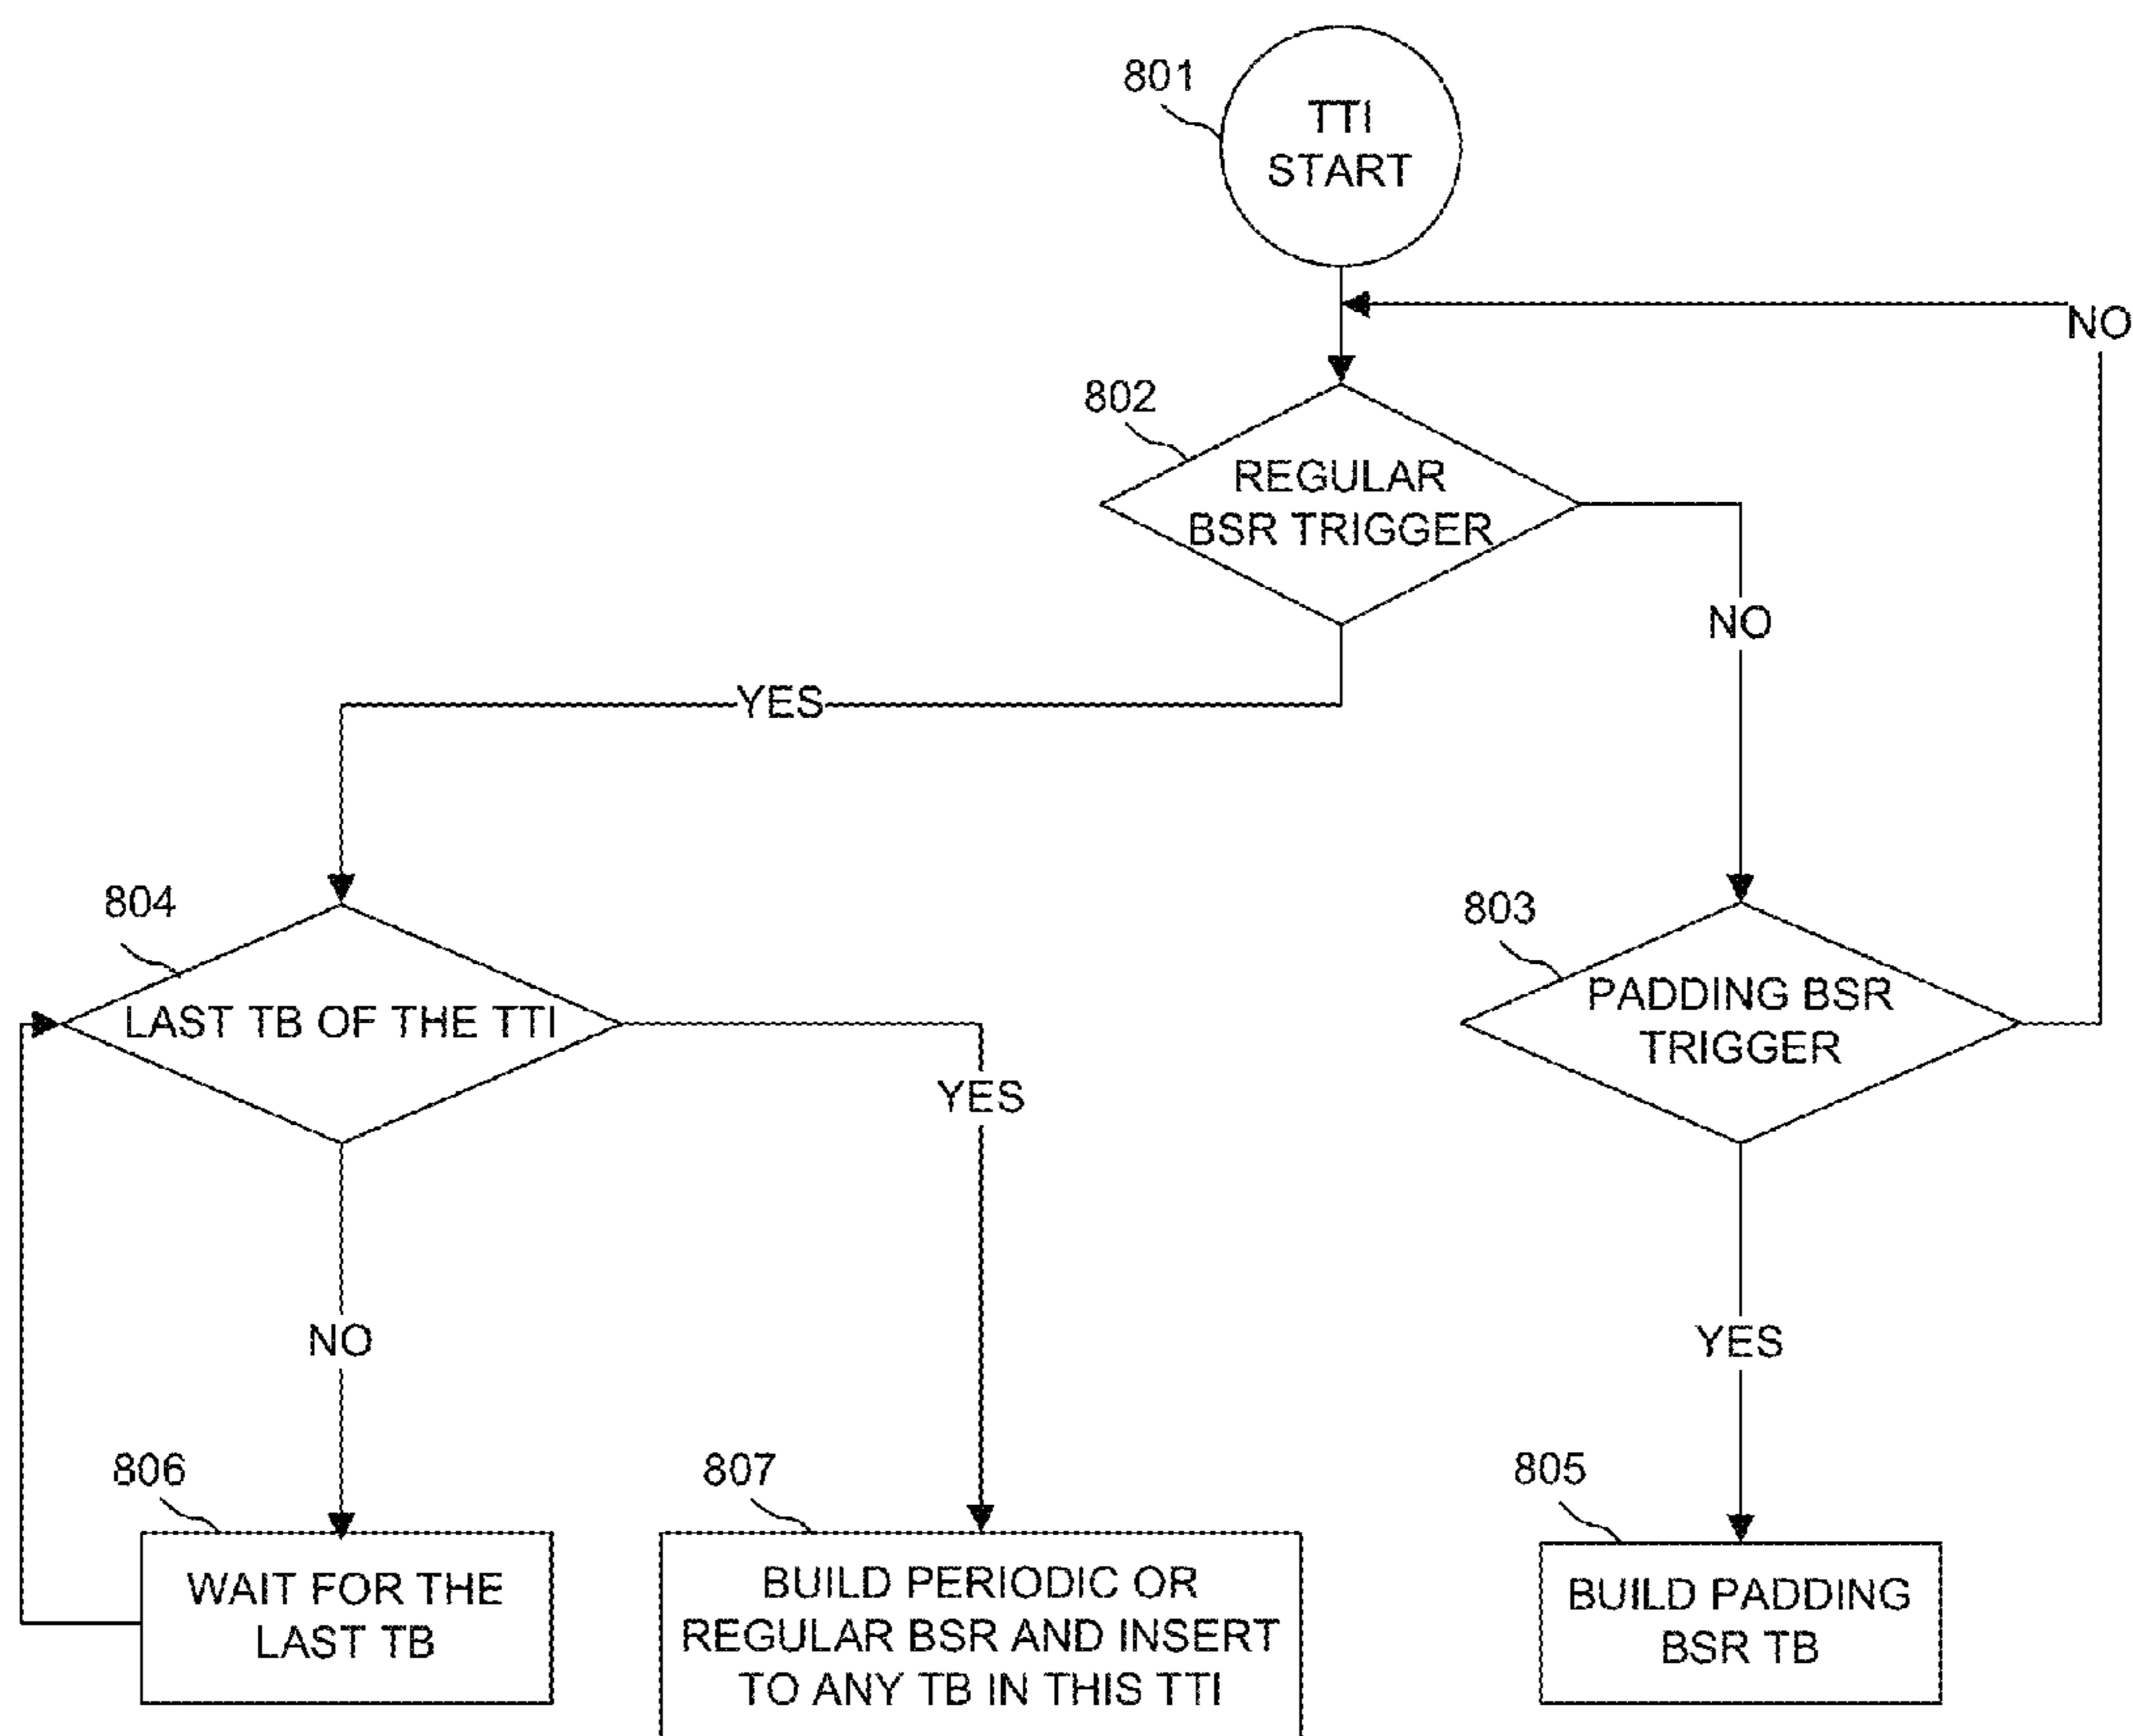 801
TTI
START
NO
802
REGULAR
BSR TRIGGER
NO
YES
804
LAST TB OF THE TTI
803
PADDING BSR
TRIGGER
YES
NO
YES
806
WAIT FOR THE
LAST TB
807
BUILD PERIODIC OR
REGULAR BSR AND INSERT
TO ANY TB IN THIS TTI
805
BUILD PADDING
BSR TB